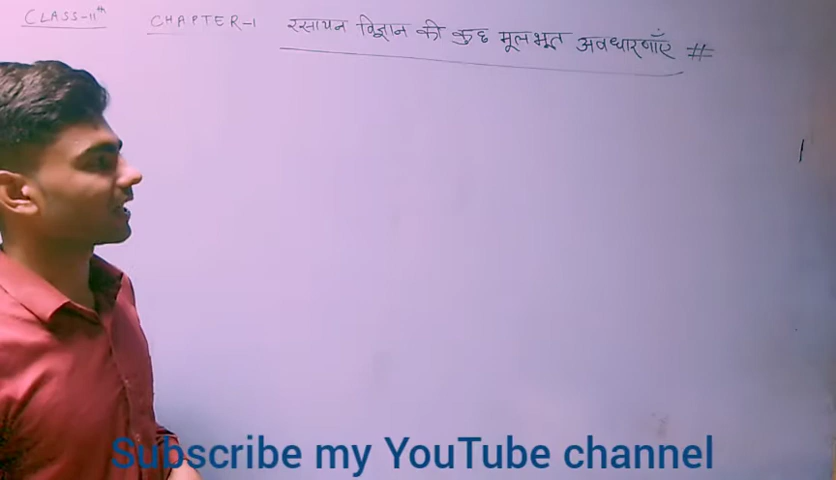 CLASS-11th CHAPTER-1 रसायन विज्ञान की कुछ मूलभूत अवधारणाएँ #
Subscribe my YouTube channel